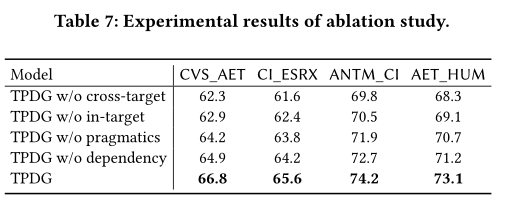 Table 7: Experimental results of ablation study.
Model CVS_AET CI_ESRX ANTM_CI AET_HUM
TPDG w/o cross-target 62.3 61.6 69.8 68.3
TPDG w/o in-target 62.9 62.4 70.5 69.1
TPDG w/o pragmatics 64.2 63.8 71.9 70.7
TPDG w/o dependency 64.9 64.2 72.7 71.2
TPDG 66.8 65.6 74.2 73.1